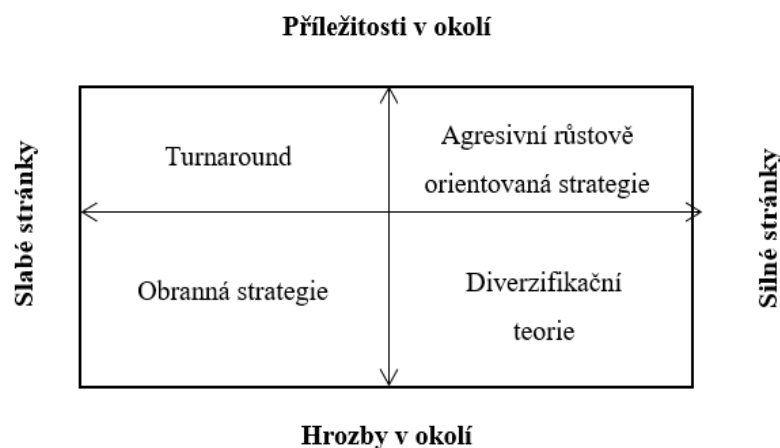 Příležitosti v okolí
Turnaround
Agresivní růstově
orientovaná strategie
Slabé stránky
Silné stránky
Obranná strategie
Diverzifikační
teorie
Hrozby v okolí